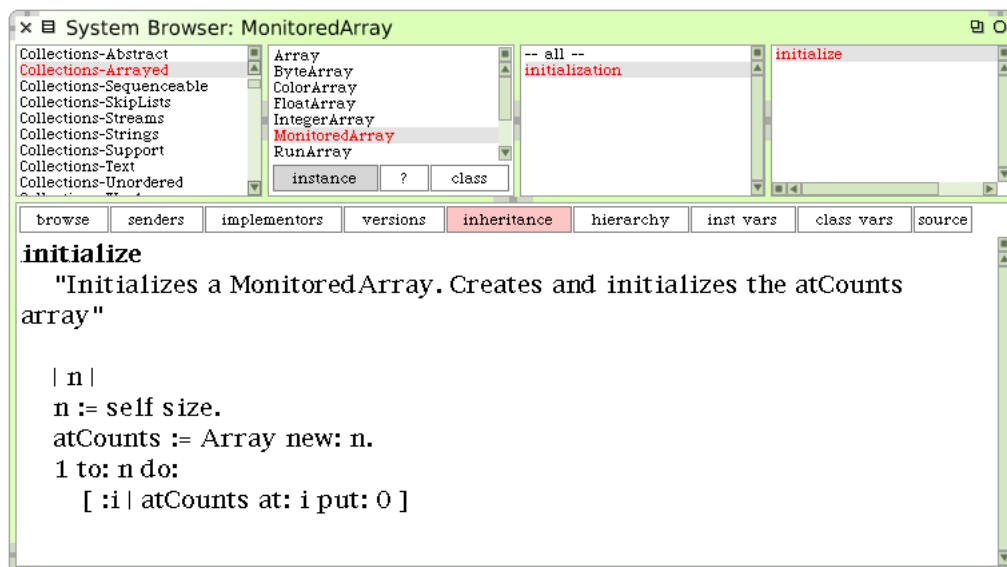 System Browser: MonitoredArray
Collections-Abstract
Collections-Arrayed
Collections-Sequenceable
Collections-SkipLists
Collections-Streams
Collections-Strings
Collections-Support
Collections-Text
Collections-Unordered
Array
ByteArray
ColorArray
FloatArray
IntegerArray
MonitoredArray
RunArray
instance ? class
-- all --
initialization
initialize
browse senders implementors versions inheritance hierarchy inst vars class vars source
initialize
"Initializes a MonitoredArray. Creates and initializes the atCounts
array"
| n |
n := self size.
atCounts := Array new: n.
1 to: n do:
[ :i | atCounts at: i put: 0 ]